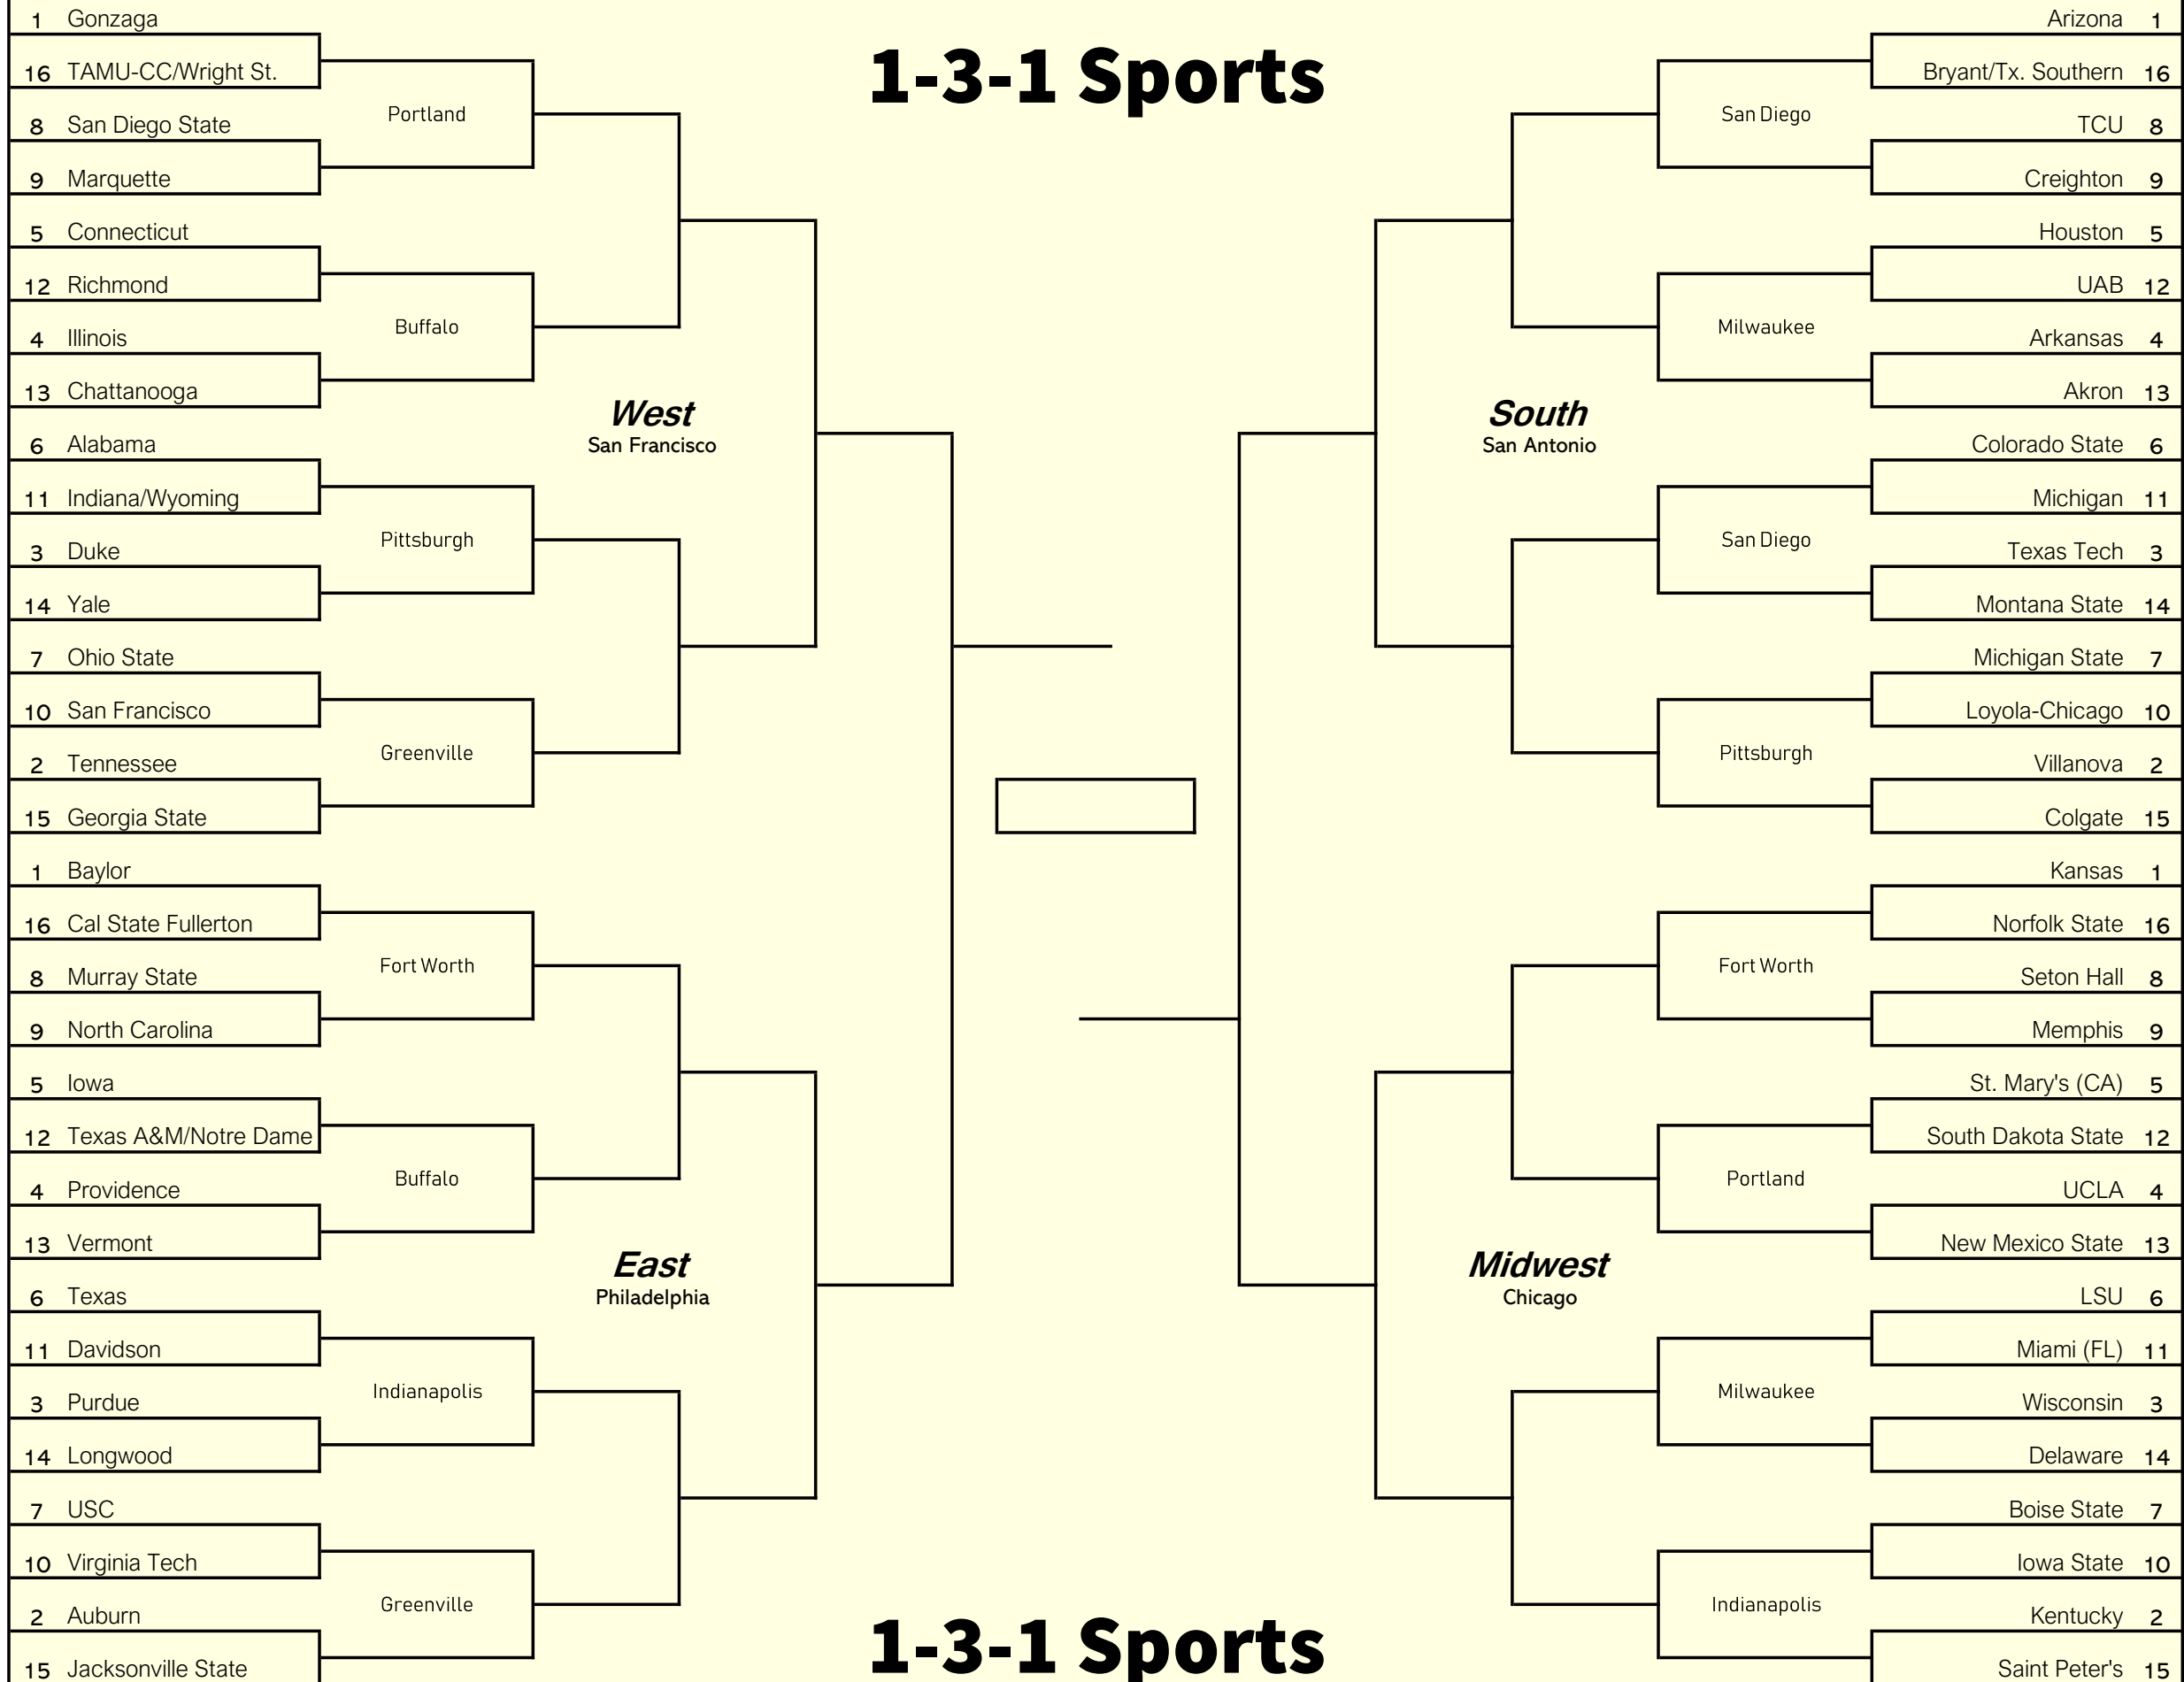 1-3-1 Sports
1 Gonzaga
16 TAMU-CC/Wright St.
Portland
8 San Diego State
9 Marquette
5 Connecticut
12 Richmond
Buffalo
4 Illinois
13 Chattanooga
West
San Francisco
6 Alabama
11 Indiana/Wyoming
Pittsburgh
3 Duke
14 Yale
7 Ohio State
10 San Francisco
Greenville
2 Tennessee
15 Georgia State
1 Baylor
16 Cal State Fullerton
Fort Worth
8 Murray State
9 North Carolina
5 Iowa
12 Texas A&M/Notre Dame
Buffalo
4 Providence
13 Vermont
East
Philadelphia
6 Texas
11 Davidson
Indianapolis
3 Purdue
14 Longwood
7 USC
10 Virginia Tech
Greenville
2 Auburn
15 Jacksonville State
Arizona 1
Bryant/Tx. Southern 16
San Diego
TCU 8
Creighton 9
Houston 5
UAB 12
Milwaukee
Arkansas 4
Akron 13
South
San Antonio
Colorado State 6
Michigan 11
San Diego
Texas Tech 3
Montana State 14
Michigan State 7
Loyola-Chicago 10
Pittsburgh
Villanova 2
Colgate 15
Kansas 1
Norfolk State 16
Fort Worth
Seton Hall 8
Memphis 9
St. Mary's (CA) 5
South Dakota State 12
Portland
UCLA 4
New Mexico State 13
Midwest
Chicago
LSU 6
Miami (FL) 11
Milwaukee
Wisconsin 3
Delaware 14
Boise State 7
Iowa State 10
Indianapolis
Kentucky 2
Saint Peter's 15
1-3-1 Sports